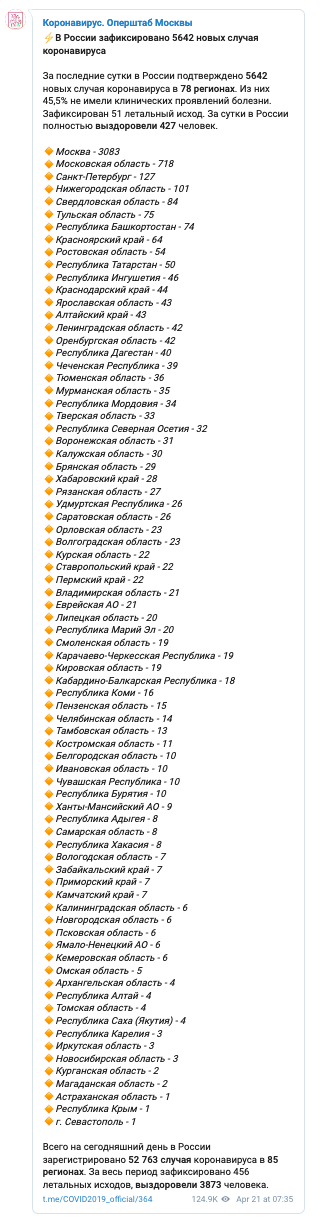 Коронавирус. Оперштаб Москвы
⚡В России зафиксировано 5642 новых случая
коронавируса
За последние сутки в России подтверждено 5642
новых случая коронавируса в 78 регионах. Из них
45,5% не имели клинических проявлений болезни.
Зафиксирован 51 летальный исход. За сутки в России
полностью выздоровели 427 человек.
🔸Москва - 3083
🔸Московская область - 718
🔸Санкт-Петербург - 127
🔸Нижегородская область - 101
🔸Свердловская область - 84
🔸Тульская область - 75
🔸Республика Башкортостан - 74
🔸Красноярский край - 64
🔸Ростовская область - 54
🔸Республика Татарстан - 50
🔸Республика Ингушетия - 46
🔸Краснодарский край - 44
🔸Ярославская область - 43
🔸Алтайский край - 43
🔸Ленинградская область - 42
🔸Оренбургская область - 42
🔸Республика Дагестан - 40
🔸Чеченская Республика - 39
🔸Тюменская область - 36
🔸Мурманская область - 35
🔸Республика Мордовия - 34
🔸Тверская область - 33
🔸Республика Северная Осетия - 32
🔸Воронежская область - 31
🔸Калужская область - 30
🔸Брянская область - 29
🔸Хабаровский край - 28
🔸Рязанская область - 27
🔸Удмуртская Республика - 26
🔸Саратовская область - 26
🔸Орловская область - 23
🔸Волгоградская область - 23
🔸Курская область - 22
🔸Ставропольский край - 22
🔸Пермский край - 22
🔸Владимирская область - 21
🔸Еврейская АО - 21
🔸Липецкая область - 20
🔸Республика Марий Эл - 20
🔸Смоленская область - 19
🔸Карачаево-Черкесская Республика - 19
🔸Кировская область - 19
🔸Кабардино-Балкарская Республика - 18
🔸Республика Коми - 16
🔸Пензенская область - 15
🔸Челябинская область - 14
🔸Тамбовская область - 13
🔸Костромская область - 11
🔸Белгородская область - 10
🔸Ивановская область - 10
🔸Чувашская Республика - 10
🔸Республика Бурятия - 10
🔸Ханты-Мансийский АО - 9
🔸Республика Адыгея - 8
🔸Самарская область - 8
🔸Республика Хакасия - 8
🔸Вологодская область - 7
🔸Забайкальский край - 7
🔸Приморский край - 7
🔸Камчатский край - 7
🔸Калининградская область - 6
🔸Новгородская область - 6
🔸Псковская область - 6
🔸Ямало-Ненецкий АО - 6
🔸Кемеровская область - 6
🔸Омская область - 5
🔸Архангельская область - 4
🔸Республика Алтай - 4
🔸Томская область - 4
🔸Республика Саха (Якутия) - 4
🔸Республика Карелия - 3
🔸Иркутская область - 3
🔸Новосибирская область - 3
🔸Курганская область - 2
🔸Магаданская область - 2
🔸Астраханская область - 1
🔸Республика Крым - 1
🔸г. Севастополь - 1
Всего на сегодняшний день в России
зарегистрировано 52 763 случая коронавируса в 85
регионах. За весь период зафиксировано 456
летальных исходов, выздоровели 3873 человека.
t.me/COVID2019_official/364 124.9K Apr 21 at 07:35